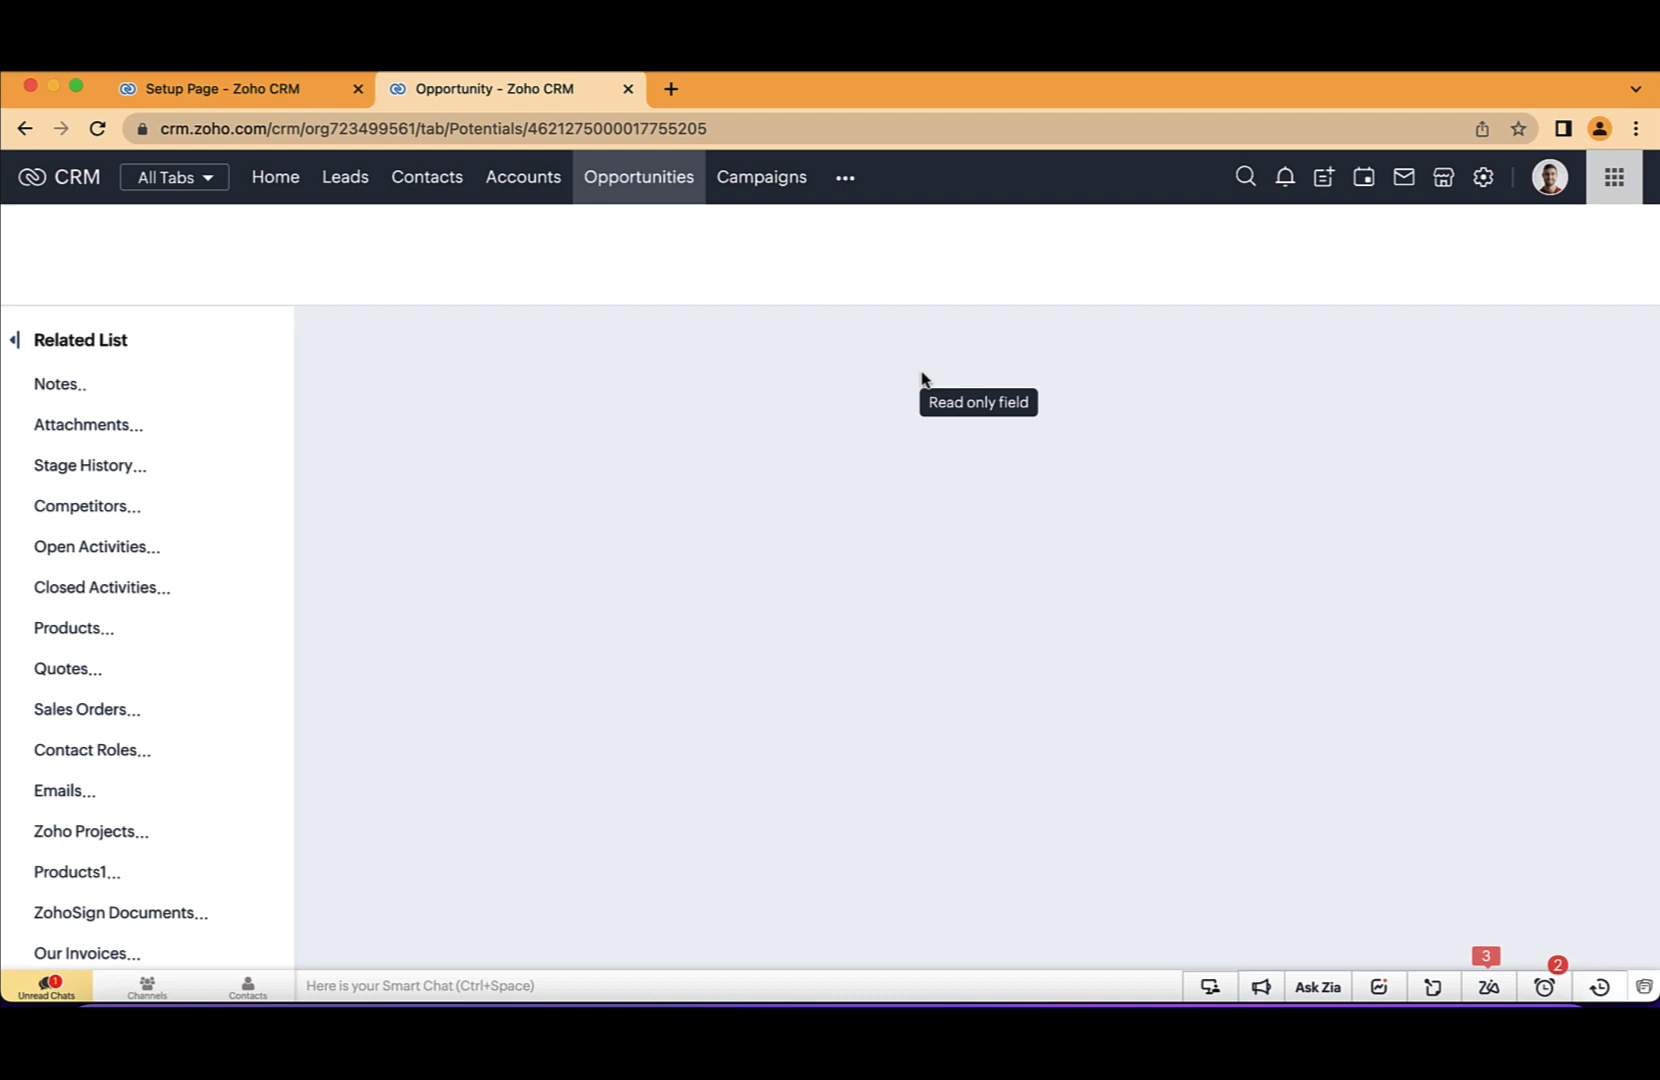 Setup Page - Zoho CRM
Opportunity - Zoho CRM
crm.zoho.com/crm/org723499561/tab/Potentials/4621275000017755205
CRM
All Tabs
Home
Leads
Contacts
Accounts
Opportunities
Campaigns
Related List
Read only field
Notes..
Attachments...
Stage History...
Competitors...
Open Activities...
Closed Activities...
Products...
Quotes...
Sales Orders...
Contact Roles...
Emails...
Zoho Projects...
Products1...
ZohoSign Documents...
Our Invoices...
3
2
1
Unread Chats
Channels
Contacts
Here is your Smart Chat (Ctrl+Space)
Ask Zia